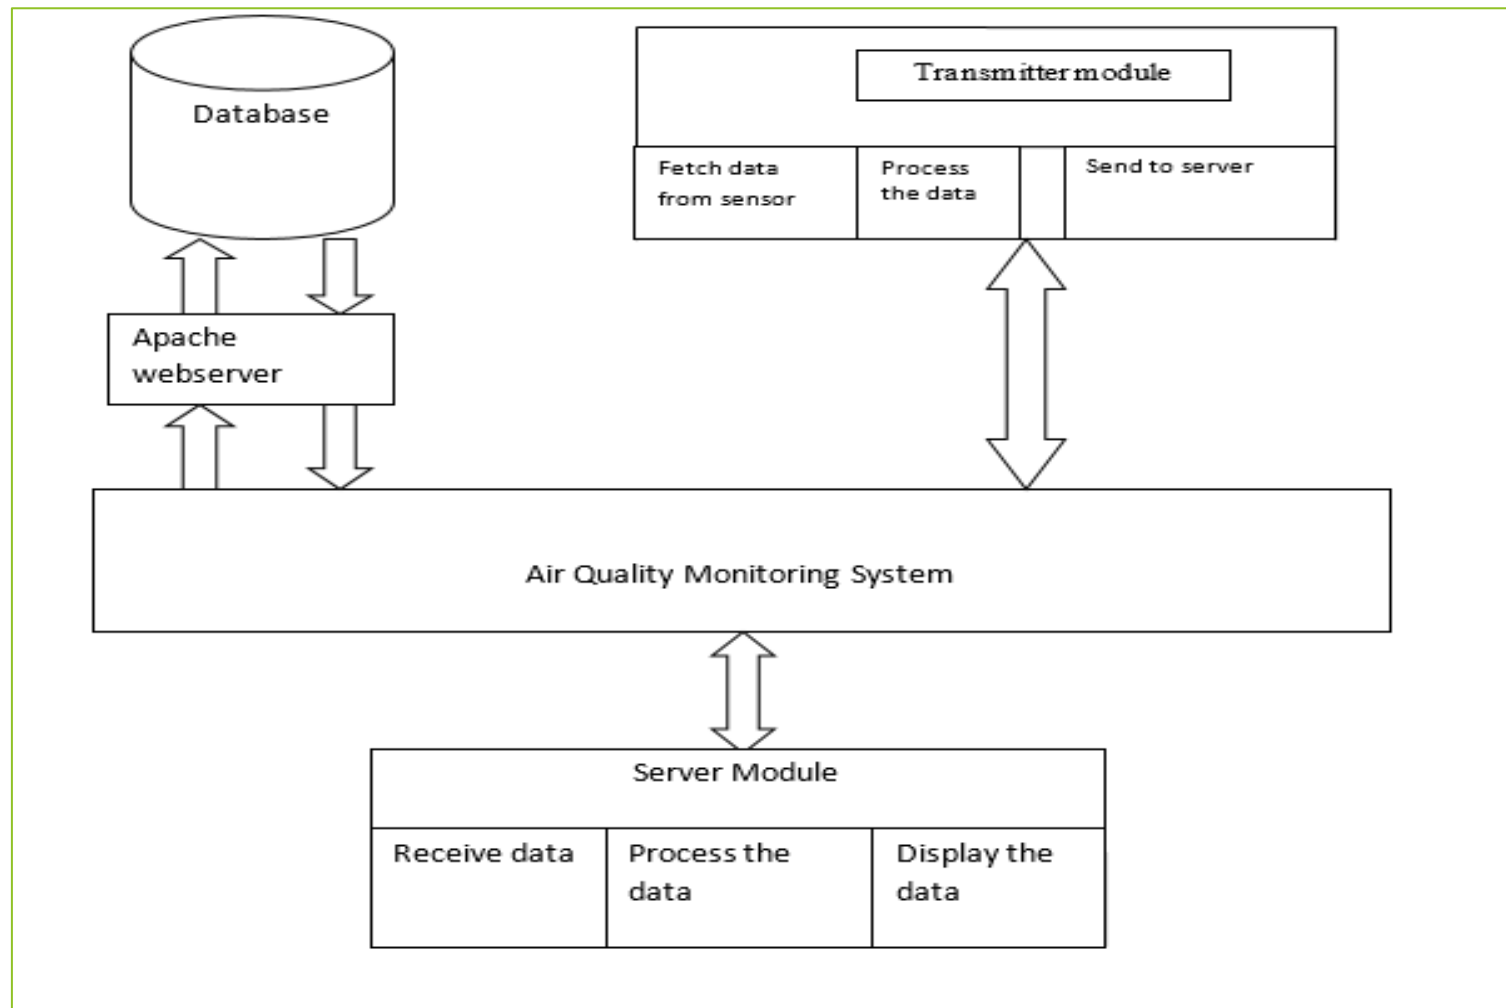 Database
Transmitter module
Fetch data
from sensor
Process
the data
Send to server
Apache
webserver
Air Quality Monitoring System
Server Module
Receive data
Process the
data
Display the
data